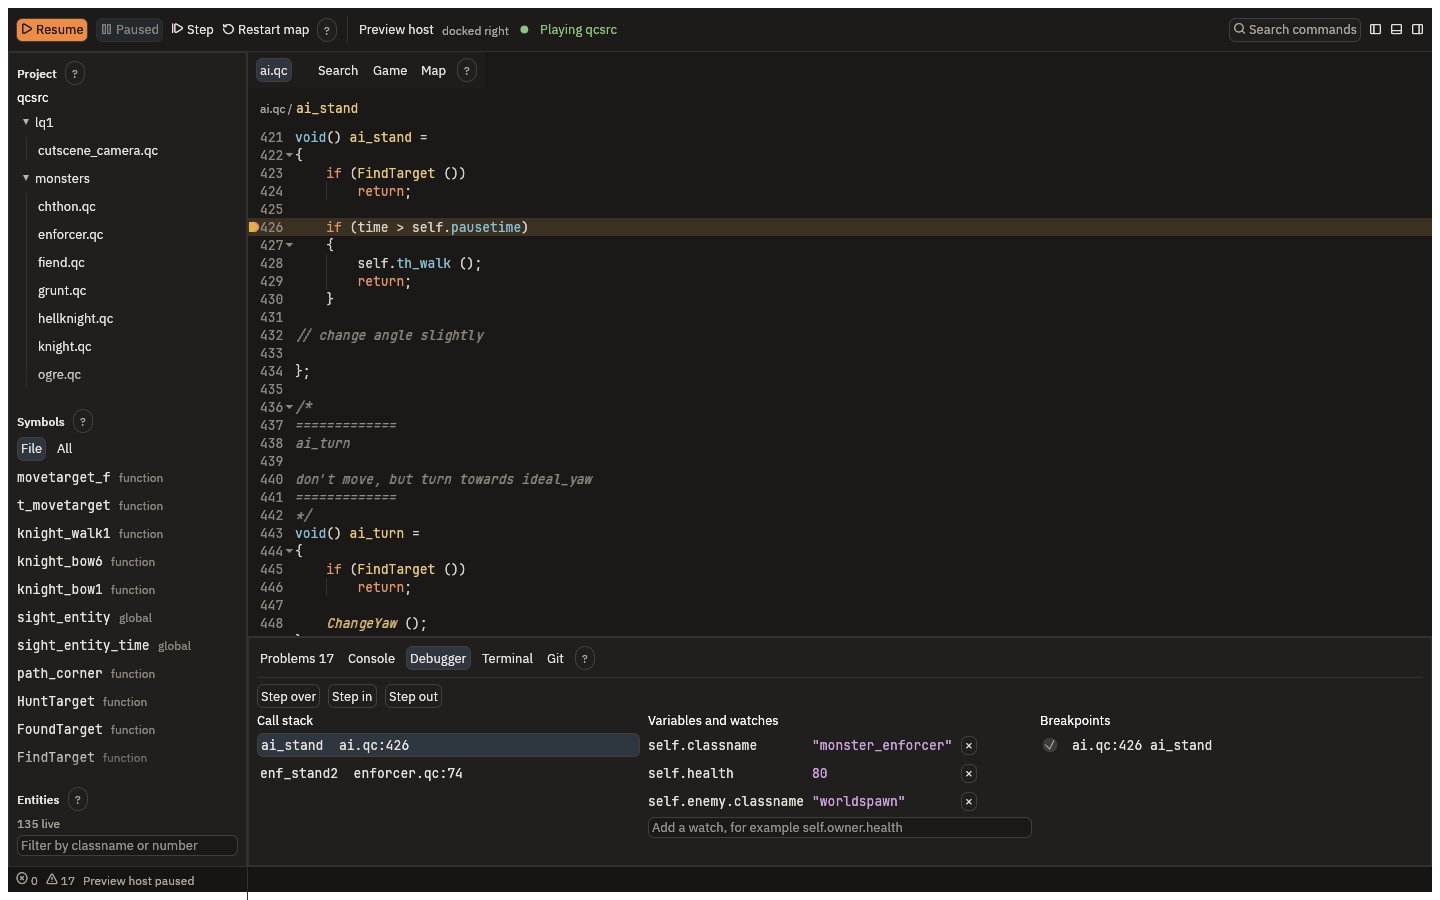 Resume Paused Step Restart map ? Preview host docked right Playing qcsrc Search commands
Project ?
qcsrc
lq1
cutscene_camera.qc
monsters
chthon.qc
enforcer.qc
fiend.qc
grunt.qc
hellknight.qc
knight.qc
ogre.qc
Symbols ?
File All
movetarget_f function
t_movetarget function
knight_walk1 function
knight_bow6 function
knight_bow1 function
sight_entity global
sight_entity_time global
path_corner function
HuntTarget function
FoundTarget function
FindTarget function
Entities ?
135 live
Filter by classname or number
ai.qc Search Game Map ?
ai.qc / ai_stand
421 void() ai_stand =
422 {
423 if (FindTarget ())
424 return;
425
426 if (time > self.pausetime)
427 {
428 self.th_walk ();
429 return;
430 }
431
432 // change angle slightly
433
434 };
435
436 /*
437 =============
438 ai_turn
439
440 don't move, but turn towards ideal_yaw
441 =============
442 */
443 void() ai_turn =
444 {
445 if (FindTarget ())
446 return;
447
448 ChangeYaw ();
Problems 17 Console Debugger Terminal Git ?
Step over Step in Step out
Call stack
ai_stand ai.qc:426
enf_stand2 enforcer.qc:74
Variables and watches
self.classname "monster_enforcer" ×
self.health 80 ×
self.enemy.classname "worldspawn" ×
Add a watch, for example self.owner.health
Breakpoints
ai.qc:426 ai_stand
0 17 Preview host paused